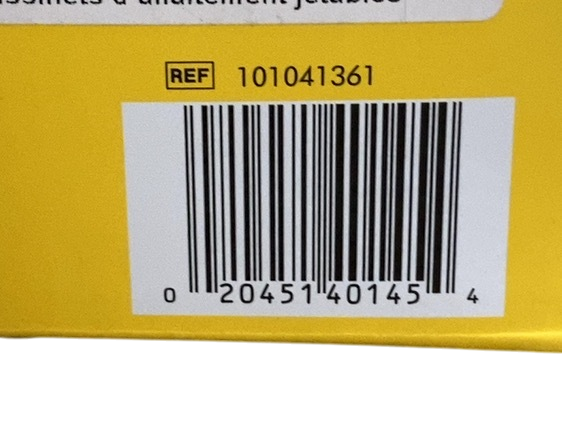 d'allaitement jetables
REF 101041361
0 20451 40145 4